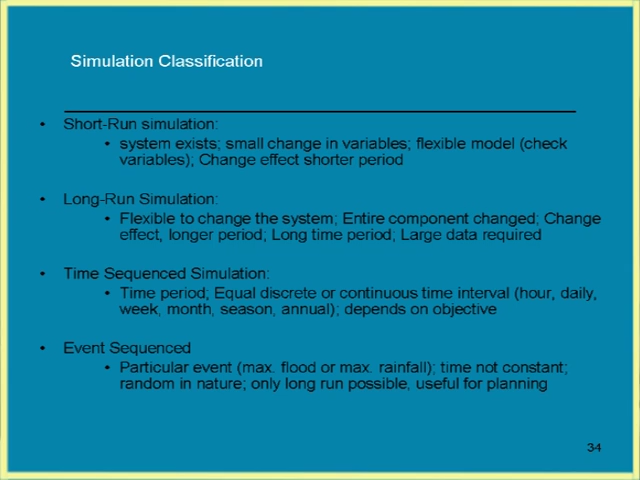 Simulation Classification
• Short-Run simulation:
• system exists; small change in variables; flexible model (check
variables); Change effect shorter period
• Long-Run Simulation:
• Flexible to change the system; Entire component changed; Change
effect, longer period; Long time period; Large data required
• Time Sequenced Simulation:
• Time period; Equal discrete or continuous time interval (hour, daily,
week, month, season, annual); depends on objective
• Event Sequenced
• Particular event (max. flood or max. rainfall); time not constant;
random in nature; only long run possible, useful for planning
34